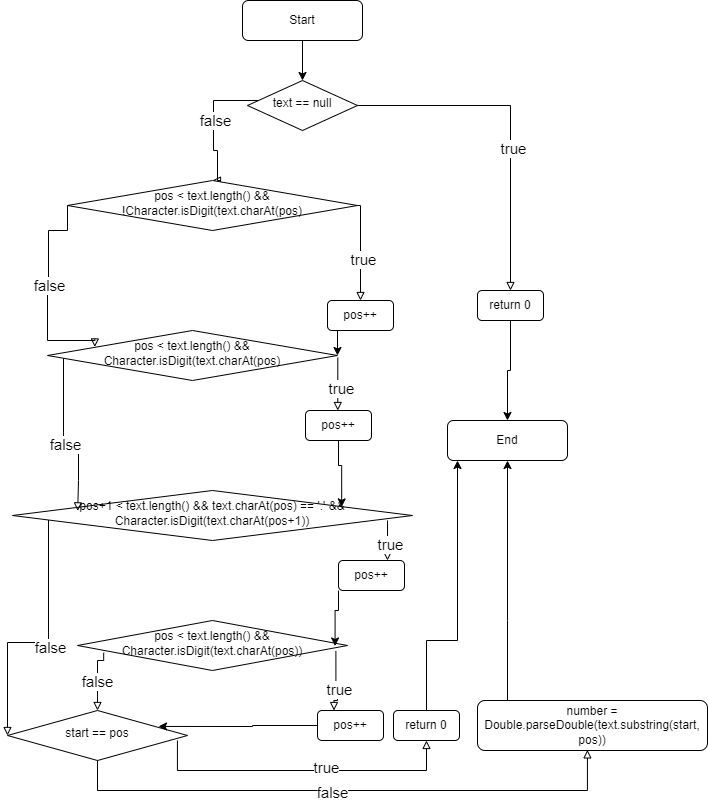 Start
text == null
false
true
pos < text.length() &&
!Character.isDigit(text.charAt(pos)
true
false
return 0
pos++
pos < text.length() &&
Character.isDigit(text.charAt(pos)
true
pos++
End
false
pos+1 < text.length() && text.charAt(pos) == '.' &&
Character.isDigit(text.charAt(pos+1))
true
pos++
pos < text.length() &&
Character.isDigit(text.charAt(pos))
false
false
true
number =
Double.parseDouble(text.substring(start,
pos))
start == pos
pos++
return 0
true
false